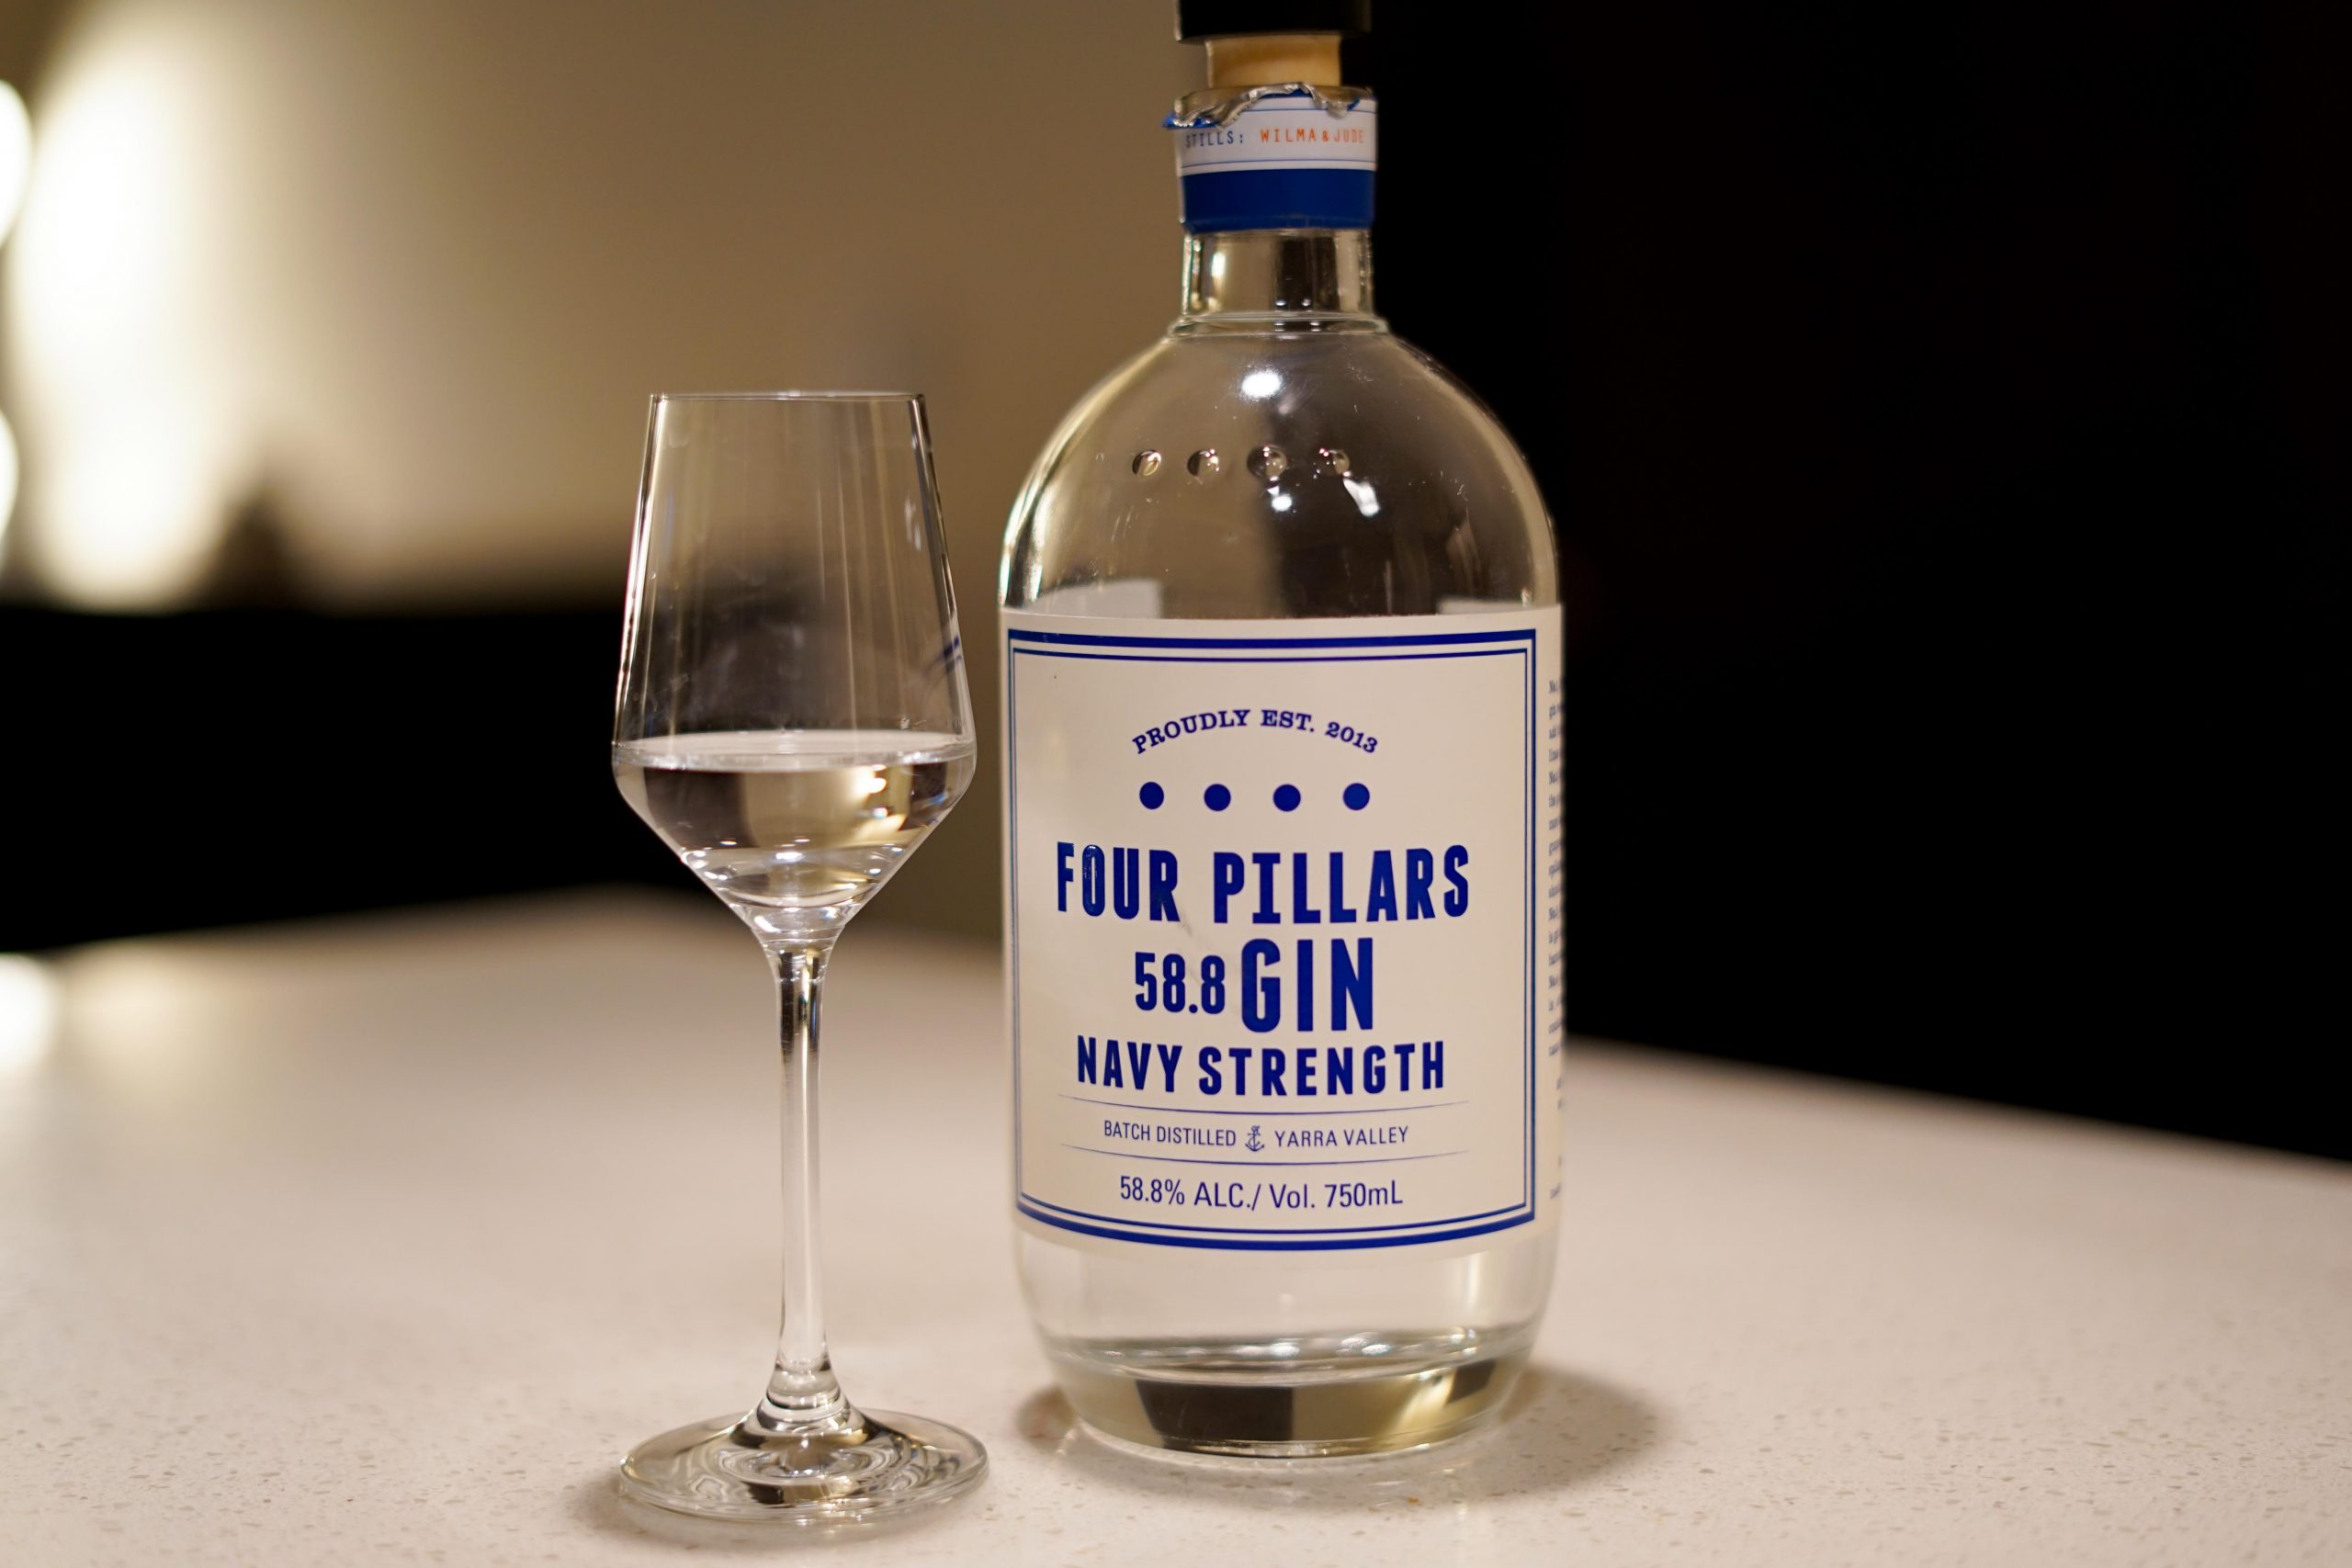 STILLS: WILMA & JUDE
PROUDLY EST. 2013
FOUR PILLARS
58.8 GIN
NAVY STRENGTH
BATCH DISTILLED YARRA VALLEY
58.8% ALC./ Vol. 750mL